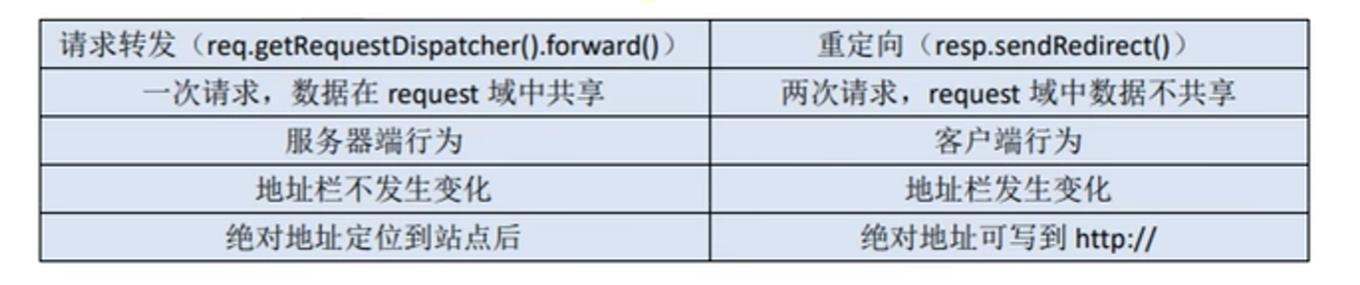 请求转发（req.getRequestDispatcher().forward()） 重定向（resp.sendRedirect()）
一次请求，数据在 request 域中共享 两次请求，request 域中数据不共享
服务器端行为 客户端行为
地址栏不发生变化 地址栏发生变化
绝对地址定位到站点后 绝对地址可写到 http://